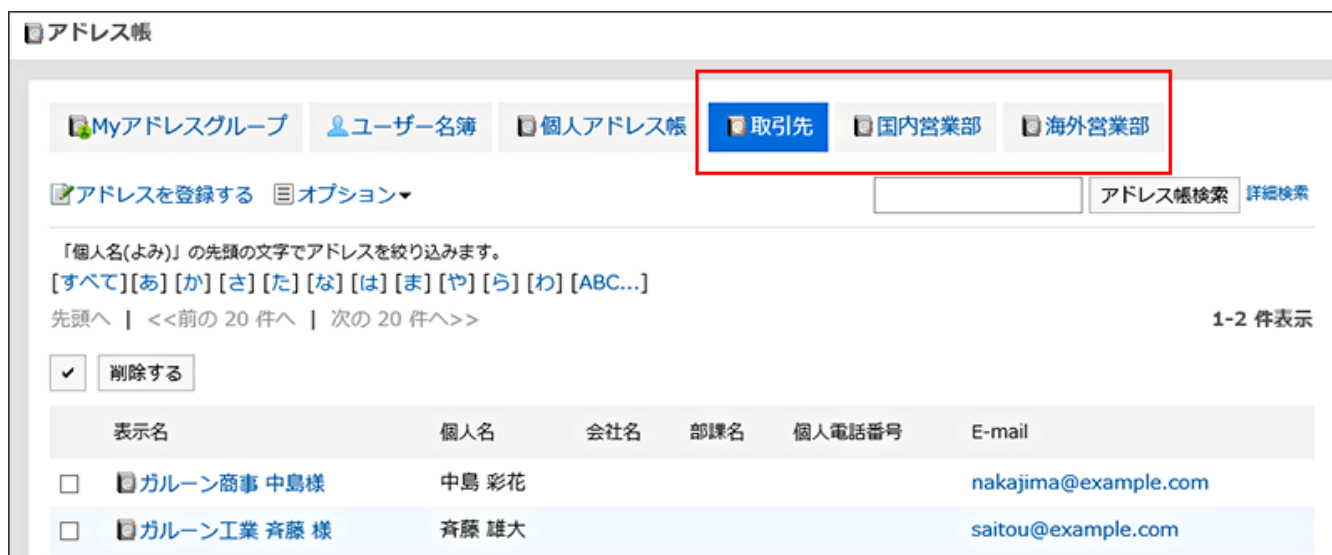 アドレス帳
Myアドレスグループ ユーザー名簿 個人アドレス帳 取引先 国内営業部 海外営業部
アドレスを登録する オプション アドレス帳検索 詳細検索
「個人名(よみ)」の先頭の文字でアドレスを絞り込みます。
[すべて][あ] [か] [さ] [た] [な] [は] [ま] [や] [ら] [わ] [ABC...]
先頭へ | <<前の 20 件へ | 次の 20 件へ>> 1-2 件表示
削除する
表示名 個人名 会社名 部課名 個人電話番号 E-mail
ガルーン商事 中島様 中島 彩花 nakajima@example.com
ガルーン工業 斉藤 様 斉藤 雄大 saitou@example.com